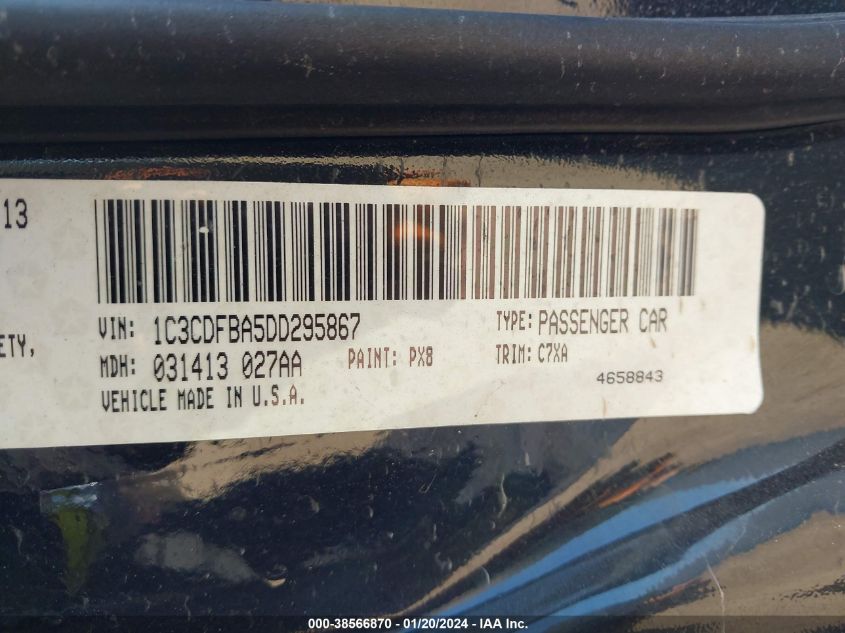 13
ETY,
VIN: 1C3CDFBA5DD295867 TYPE: PASSENGER CAR
MDH: 031413 027AA PAINT: PX8 TRIM: C7XA
VEHICLE MADE IN U.S.A. 4658843
000-38566870 - 01/20/2024 - IAA Inc.